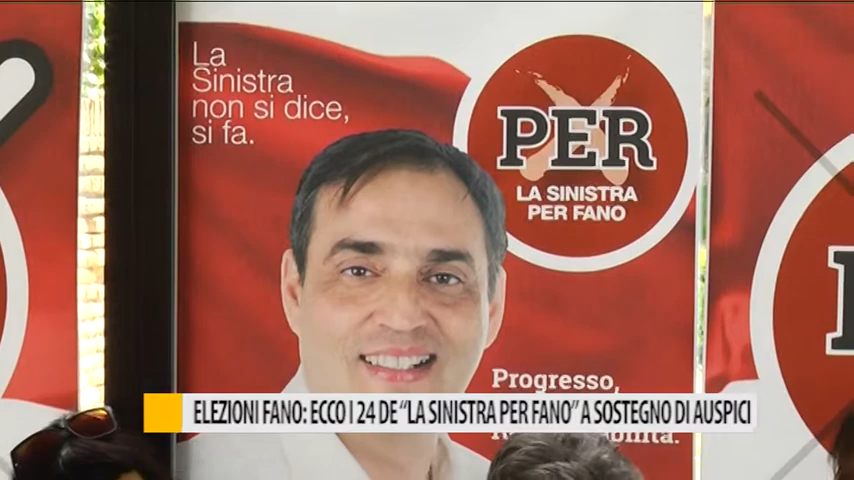 La
Sinistra
non si dice,
si fa.
PER
LA SINISTRA
PER FANO
Progresso,
ELEZIONI FANO: ECCO I 24 DE “LA SINISTRA PER FANO” A SOSTEGNO DI AUSPICI